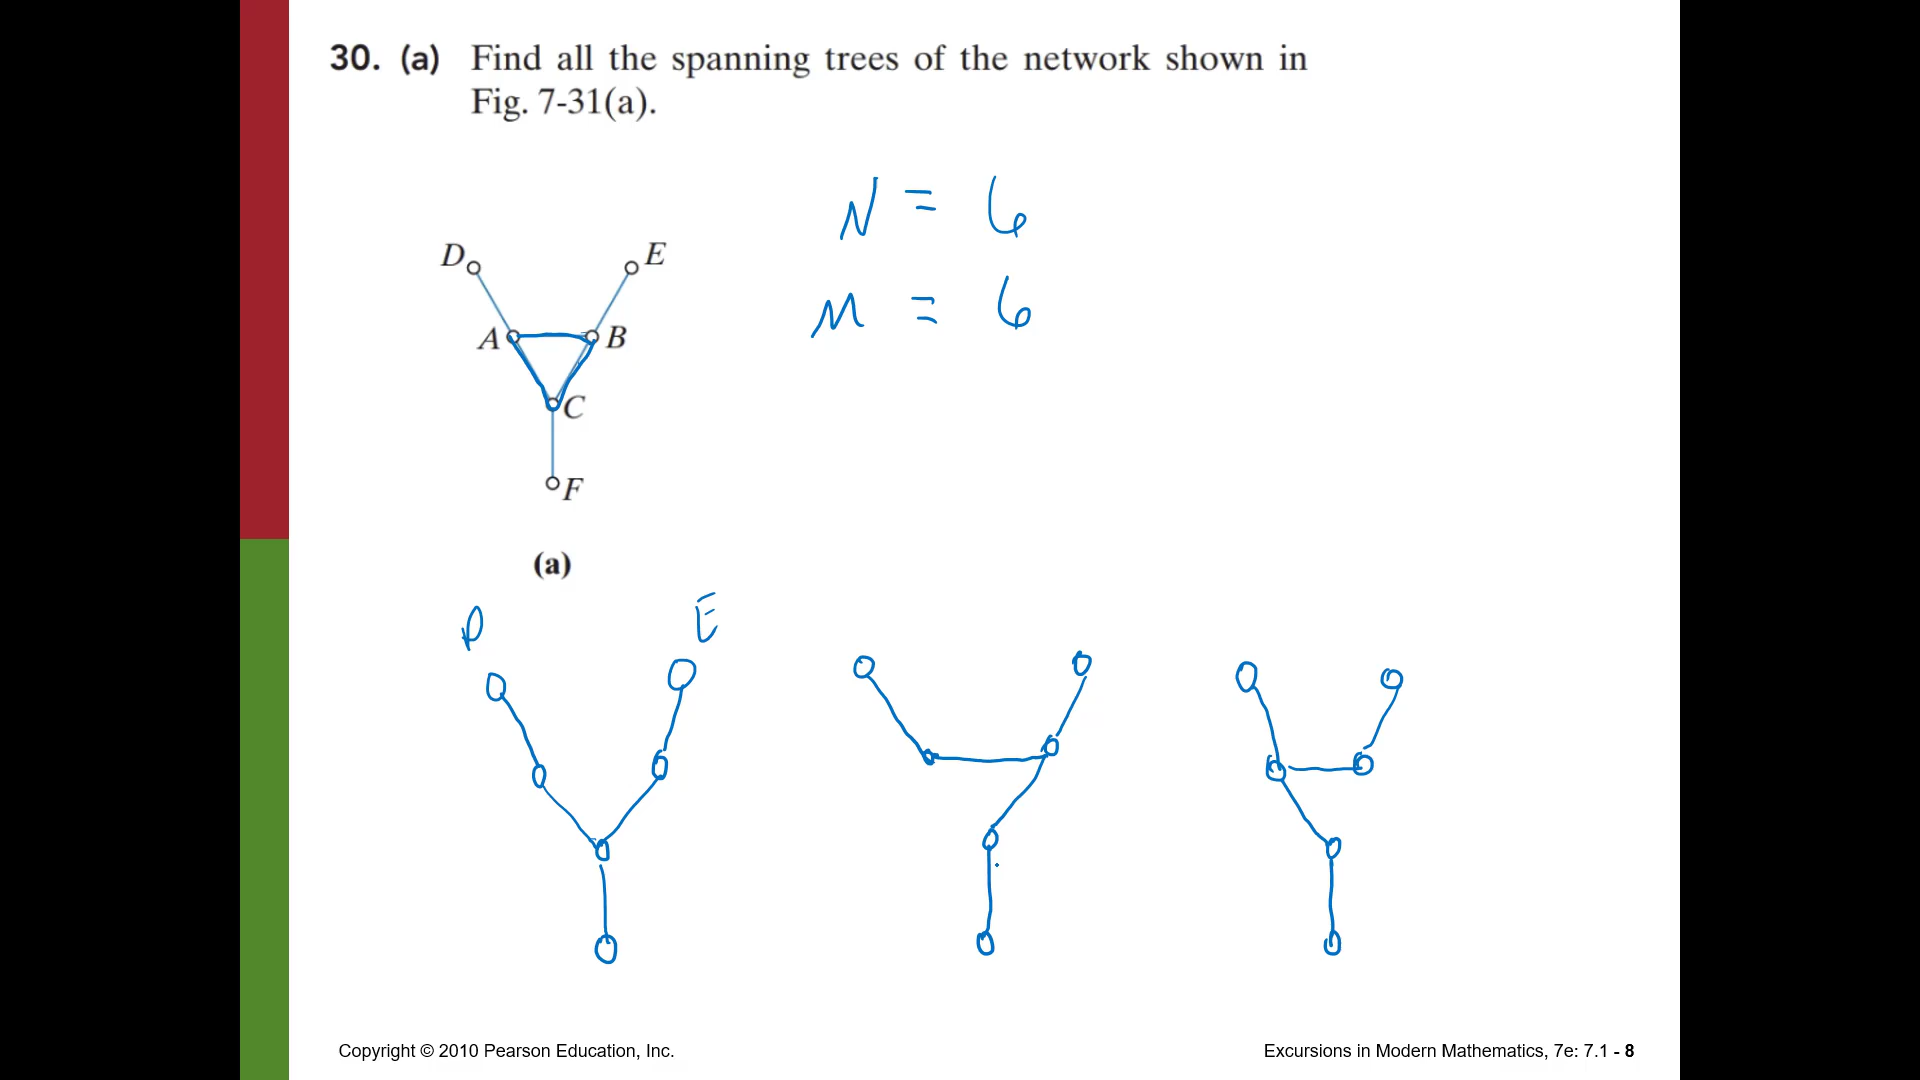 30. (a) Find all the spanning trees of the network shown in
Fig. 7-31(a).
N = 6
M = 6
D
E
A
B
C
F
(a)
D
E
Copyright © 2010 Pearson Education, Inc.
Excursions in Modern Mathematics, 7e: 7.1 - 8